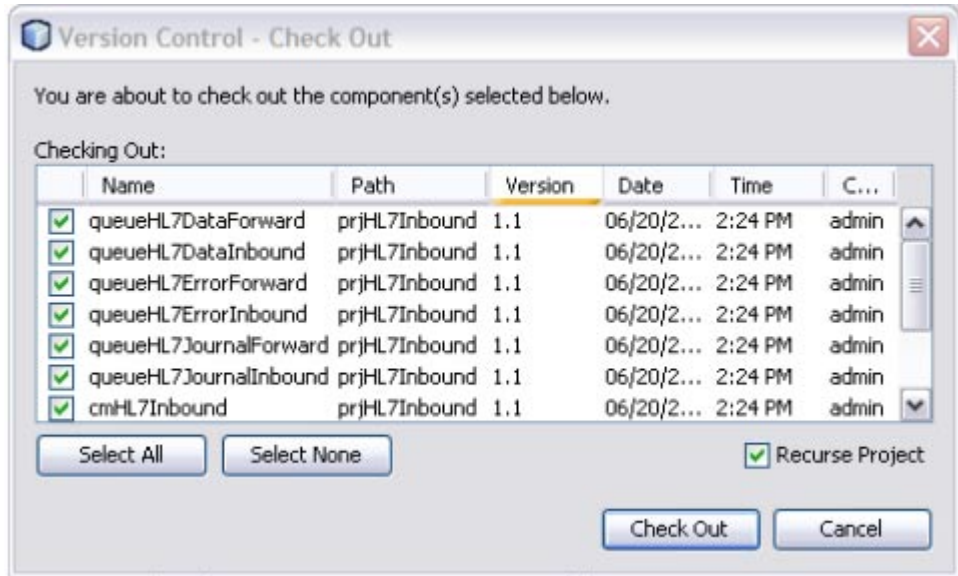 Version Control - Check Out
You are about to check out the component(s) selected below.
Checking Out:
Name Path Version Date Time C...
queueHL7DataForward prjHL7Inbound 1.1 06/20/2... 2:24 PM admin
queueHL7DataInbound prjHL7Inbound 1.1 06/20/2... 2:24 PM admin
queueHL7ErrorForward prjHL7Inbound 1.1 06/20/2... 2:24 PM admin
queueHL7ErrorInbound prjHL7Inbound 1.1 06/20/2... 2:24 PM admin
queueHL7JournalForward prjHL7Inbound 1.1 06/20/2... 2:24 PM admin
queueHL7JournalInbound prjHL7Inbound 1.1 06/20/2... 2:24 PM admin
cmHL7Inbound prjHL7Inbound 1.1 06/20/2... 2:24 PM admin
Select All Select None Recurse Project
Check Out Cancel